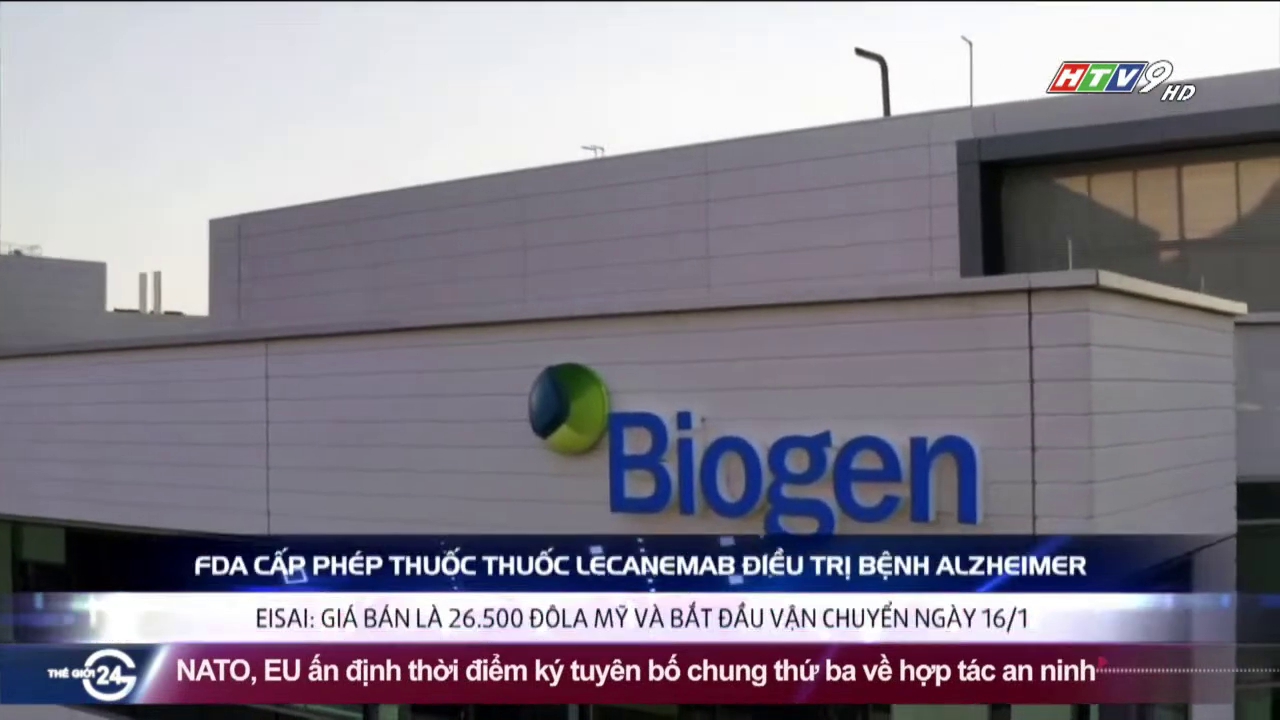 HTV9 HD
Biogen
FDA CẤP PHÉP THUỐC THUỐC LECANEMAB ĐIỀU TRỊ BỆNH ALZHEIMER
EISAI: GIÁ BÁN LÀ 26.500 ĐÔLA MỸ VÀ BẮT ĐẦU VẬN CHUYỂN NGÀY 16/1
THẾ GIỚI 24G NATO, EU ấn định thời điểm ký tuyên bố chung thứ ba về hợp tác an ninh